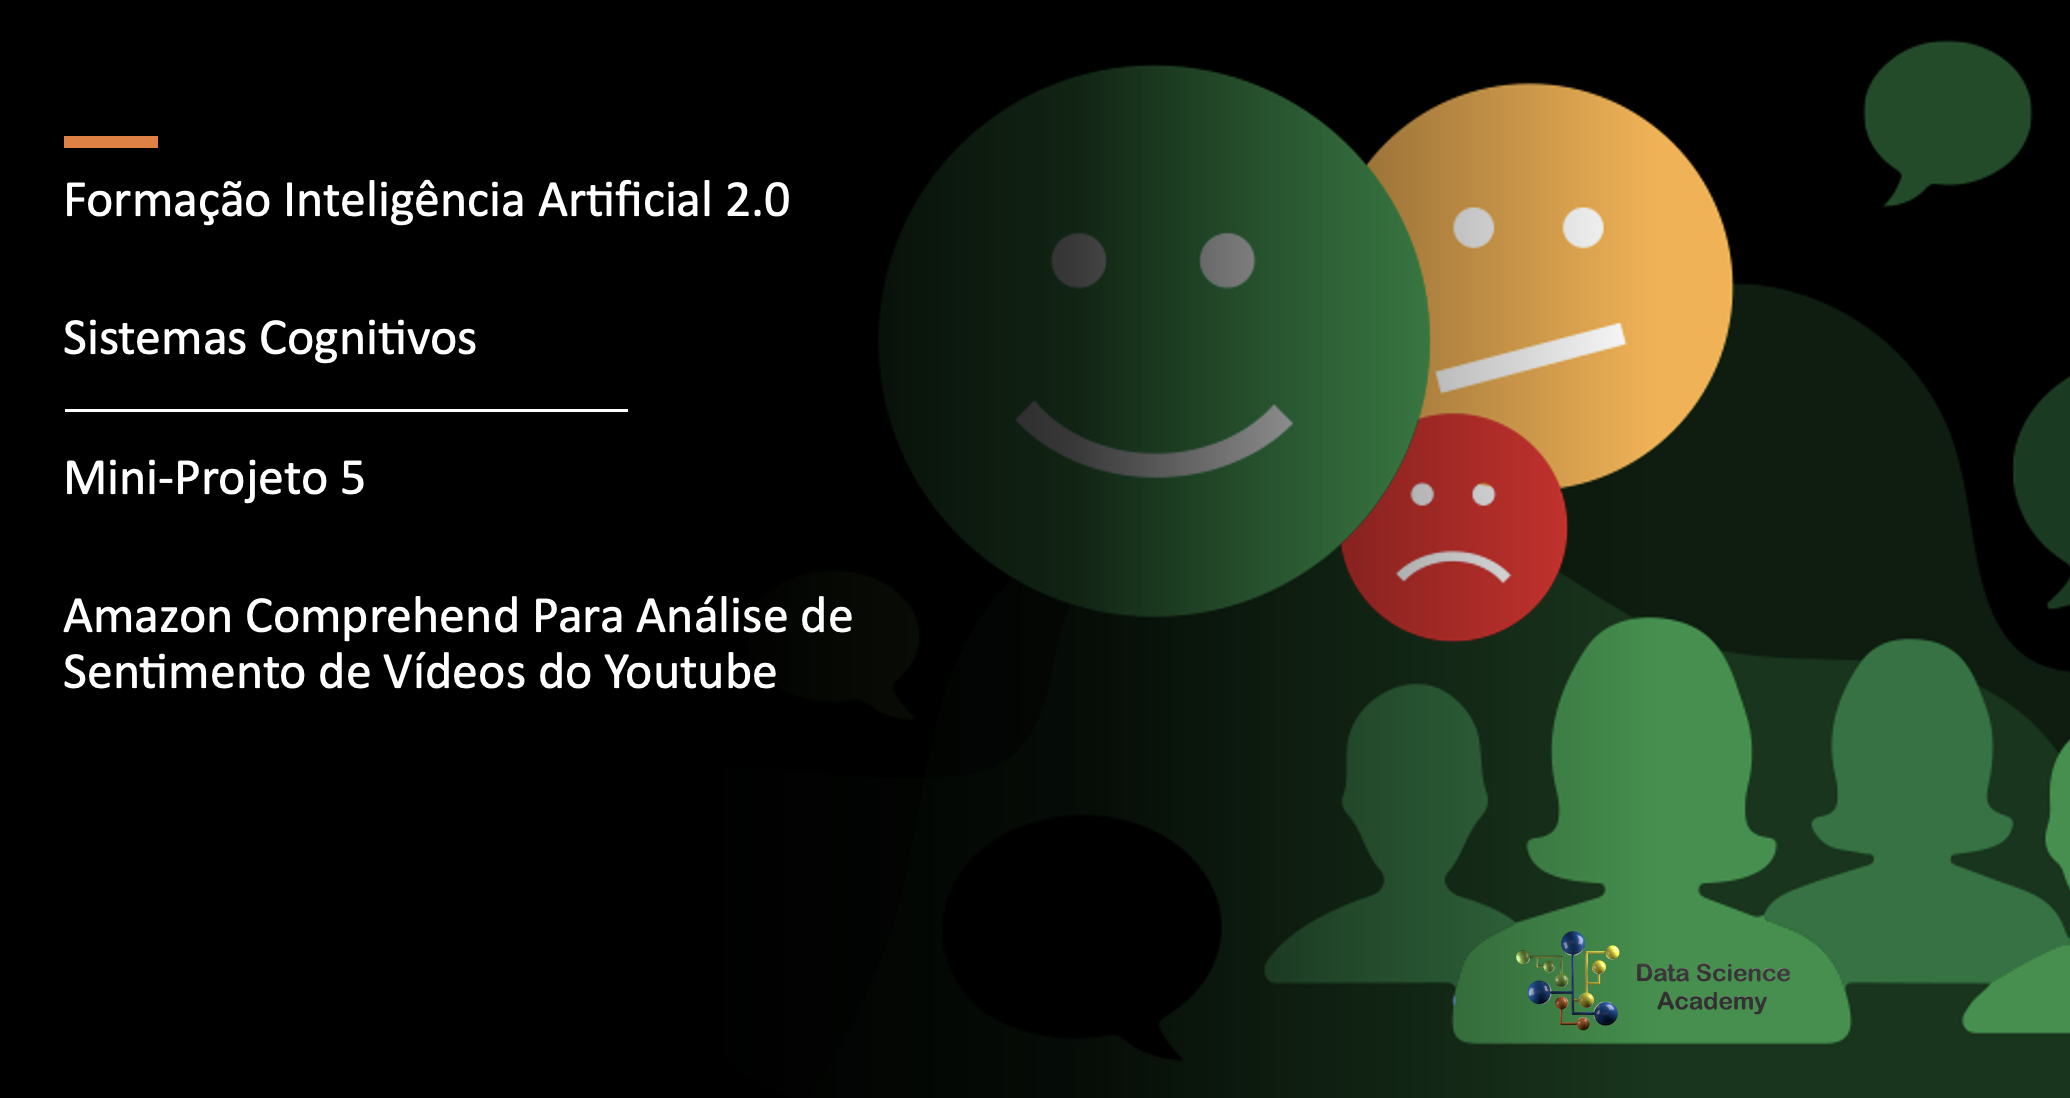 Formação Inteligência Artificial 2.0
Sistemas Cognitivos
Mini-Projeto 5
Amazon Comprehend Para Análise de
Sentimento de Vídeos do Youtube
Data Science
Academy